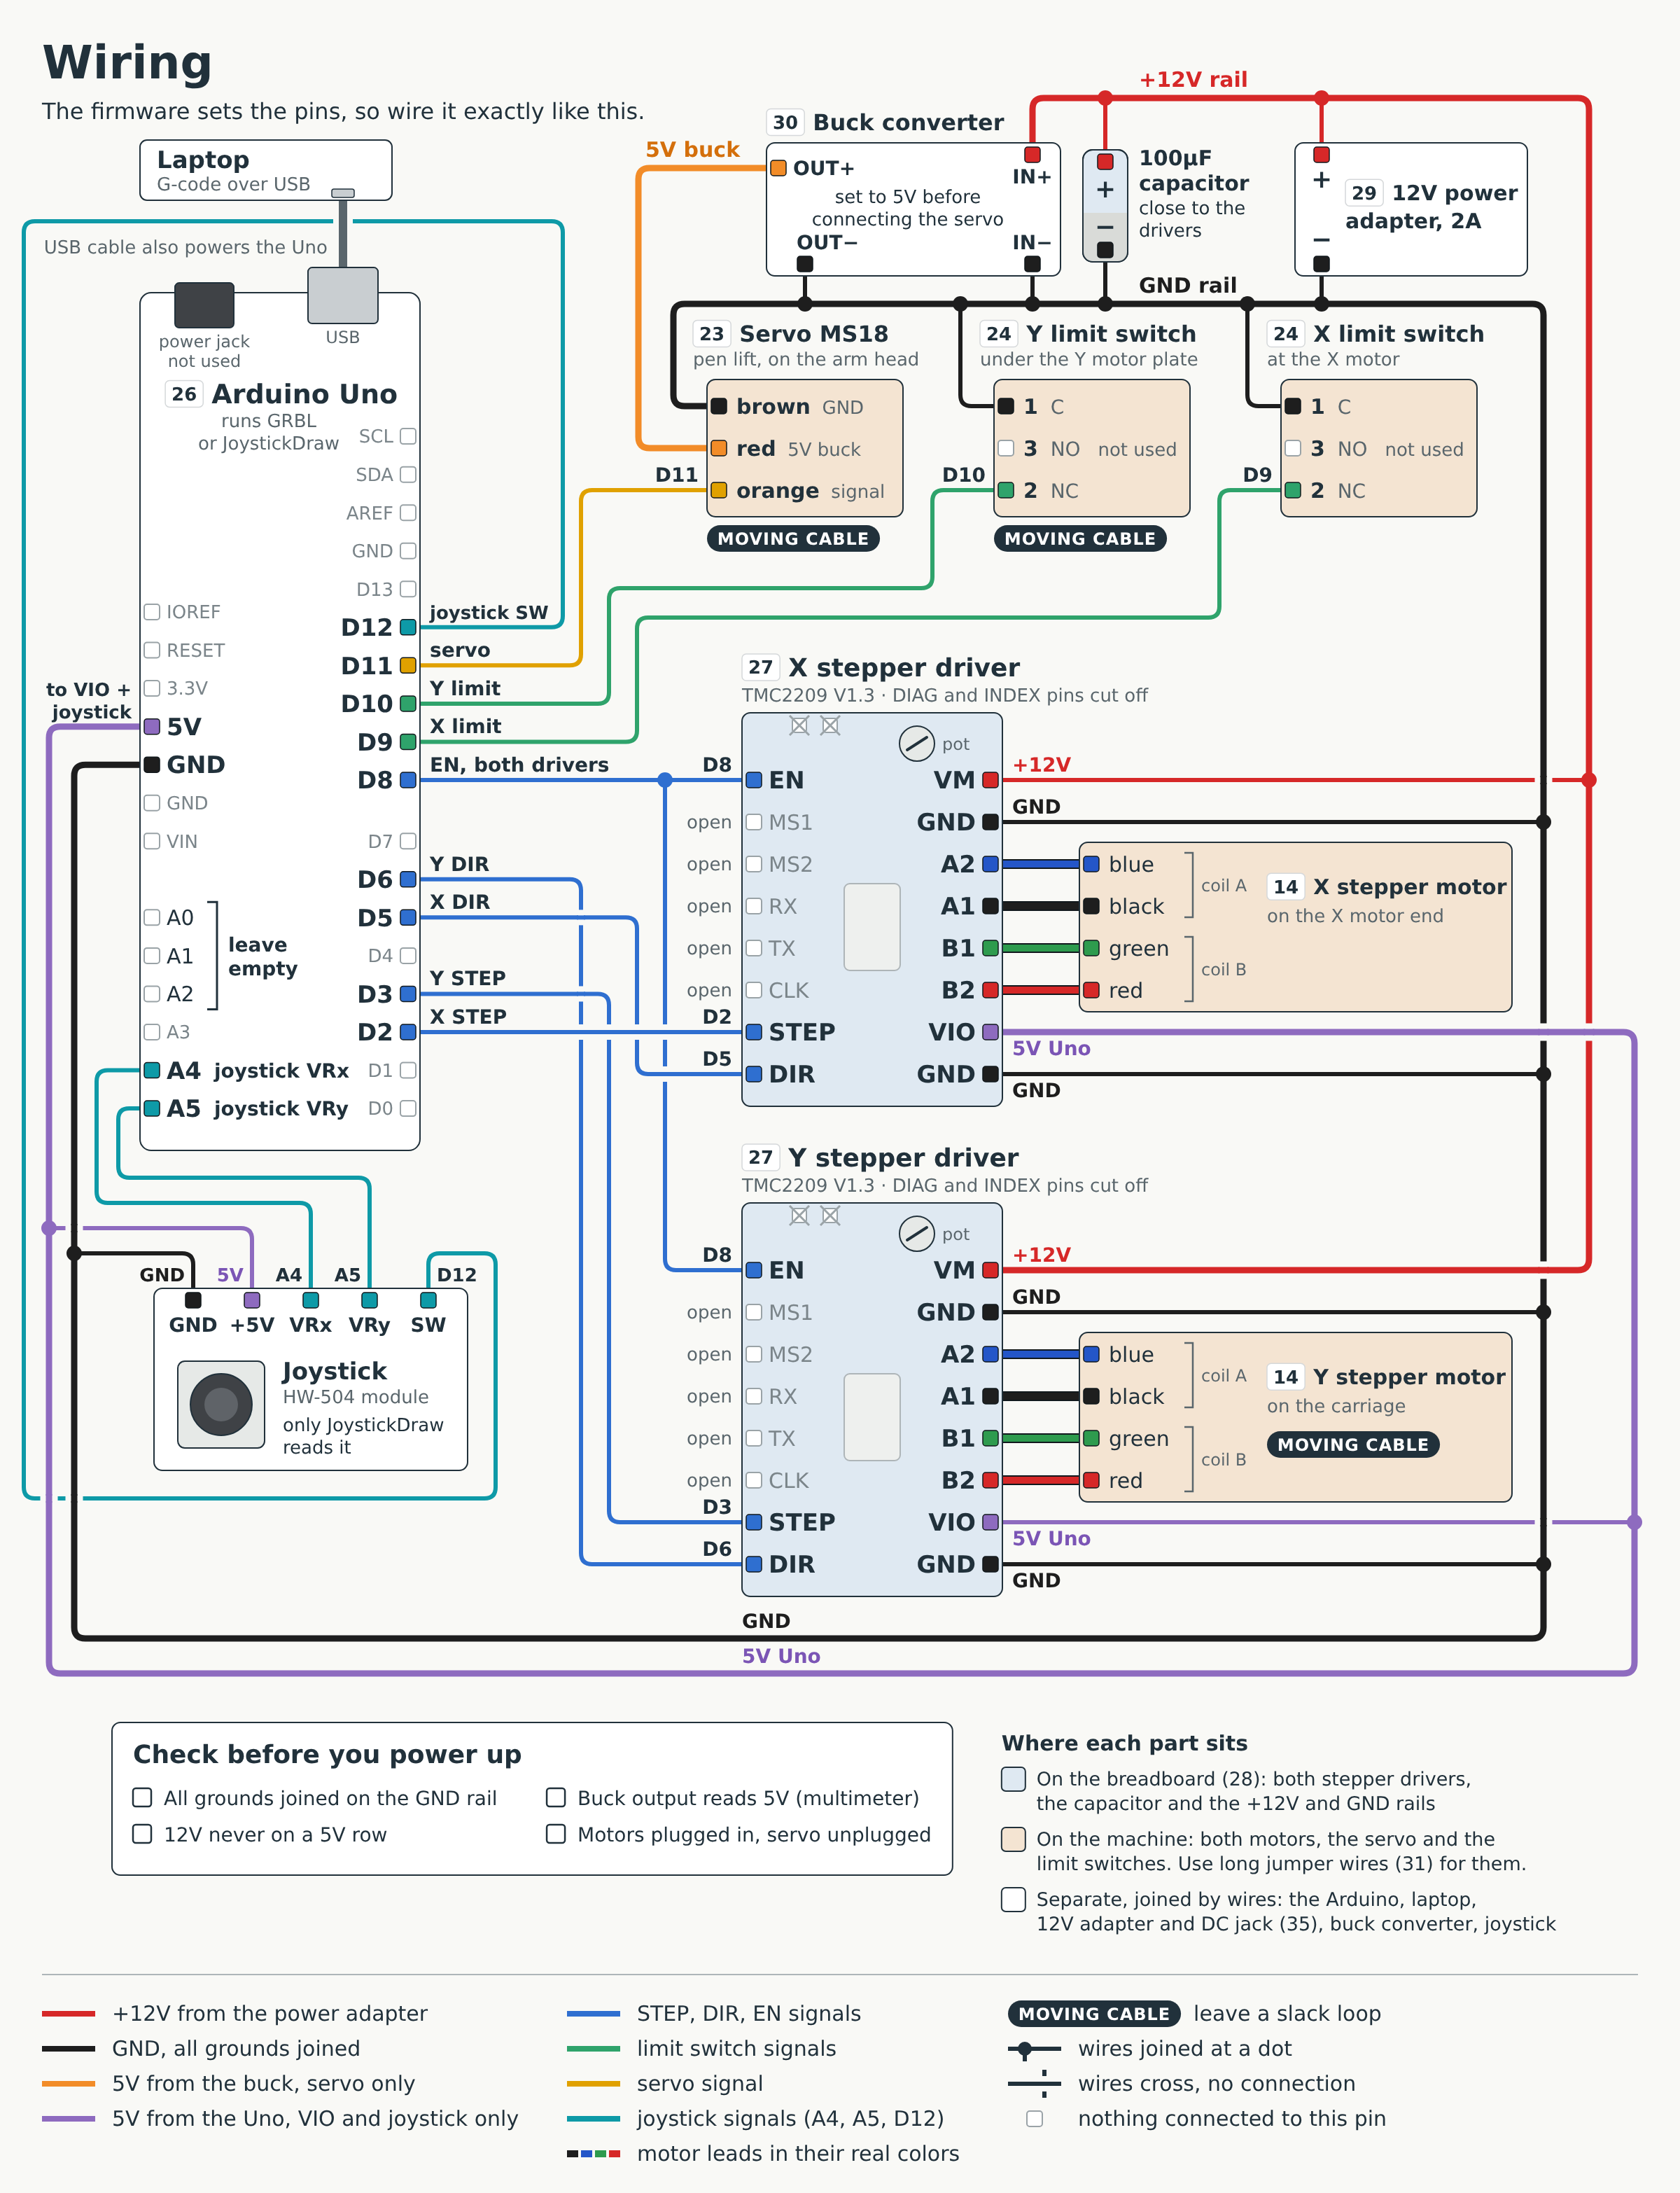 Wiring
The firmware sets the pins, so wire it exactly like this.
Laptop
G-code over USB
USB cable also powers the Uno
power jack
not used
USB
26 Arduino Uno
runs GRBL
or JoystickDraw
SCL
SDA
AREF
GND
D13
D12
D11
D10
D9
D8
D7
D6
D5
D4
D3
D2
D1
D0
IOREF
RESET
3.3V
5V
GND
GND
VIN
A0
A1
A2
leave
empty
A3
A4 joystick VRx
A5 joystick VRy
to VIO +
joystick
joystick SW
servo
Y limit
X limit
EN, both drivers
Y DIR
X DIR
Y STEP
X STEP
5V buck
30 Buck converter
OUT+
IN+
set to 5V before
connecting the servo
OUT−
IN−
+12V rail
100µF
capacitor
close to the
drivers
+
−
+
−
29 12V power
adapter, 2A
GND rail
23 Servo MS18
pen lift, on the arm head
brown GND
red 5V buck
orange signal
D11
MOVING CABLE
24 Y limit switch
under the Y motor plate
1 C
3 NO not used
2 NC
D10
MOVING CABLE
24 X limit switch
at the X motor
1 C
3 NO not used
2 NC
D9
27 X stepper driver
TMC2209 V1.3 · DIAG and INDEX pins cut off
pot
D8 EN
open MS1
open MS2
open RX
open TX
open CLK
D2 STEP
D5 DIR
VM +12V
GND GND
A2
A1
B1
B2
VIO 5V Uno
GND GND
blue
black
green
red
coil A
coil B
14 X stepper motor
on the X motor end
27 Y stepper driver
TMC2209 V1.3 · DIAG and INDEX pins cut off
pot
D8 EN
open MS1
open MS2
open RX
open TX
open CLK
D3 STEP
D6 DIR
VM +12V
GND GND
A2
A1
B1
B2
VIO 5V Uno
GND GND
blue
black
green
red
coil A
coil B
14 Y stepper motor
on the carriage
MOVING CABLE
GND 5V A4 A5 D12
GND +5V VRx VRy SW
Joystick
HW-504 module
only JoystickDraw
reads it
GND
5V Uno
Check before you power up
All grounds joined on the GND rail
12V never on a 5V row
Buck output reads 5V (multimeter)
Motors plugged in, servo unplugged
Where each part sits
On the breadboard (28): both stepper drivers,
the capacitor and the +12V and GND rails
On the machine: both motors, the servo and the
limit switches. Use long jumper wires (31) for them.
Separate, joined by wires: the Arduino, laptop,
12V adapter and DC jack (35), buck converter, joystick
+12V from the power adapter
GND, all grounds joined
5V from the buck, servo only
5V from the Uno, VIO and joystick only
STEP, DIR, EN signals
limit switch signals
servo signal
joystick signals (A4, A5, D12)
motor leads in their real colors
MOVING CABLE leave a slack loop
wires joined at a dot
wires cross, no connection
nothing connected to this pin